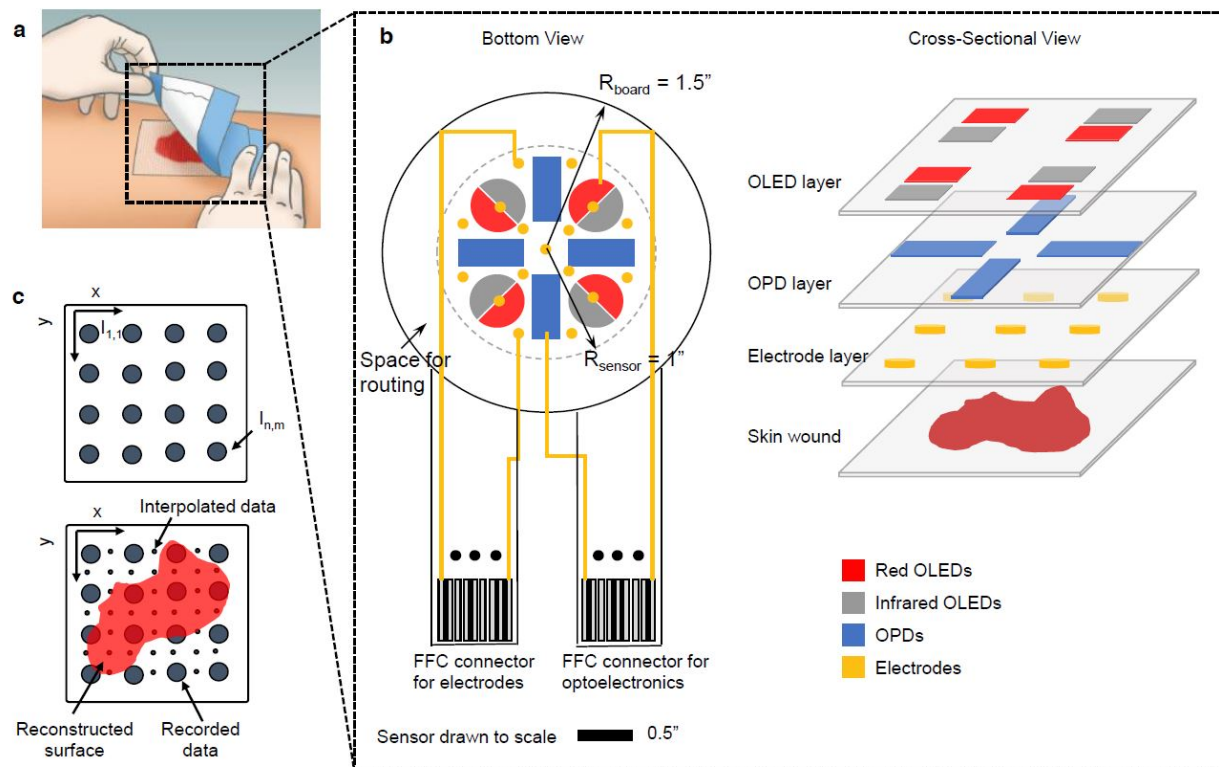 a
b
Bottom View
Cross-Sectional View
R_board = 1.5”
OLED layer
OPD layer
Space for
routing
R_sensor = 1”
Electrode layer
Skin wound
FFC connector
for electrodes
FFC connector for
optoelectronics
Red OLEDs
Infrared OLEDs
OPDs
Electrodes
Sensor drawn to scale
0.5”
c
x
y
I1,1
In,m
Interpolated data
x
y
Reconstructed
surface
Recorded
data